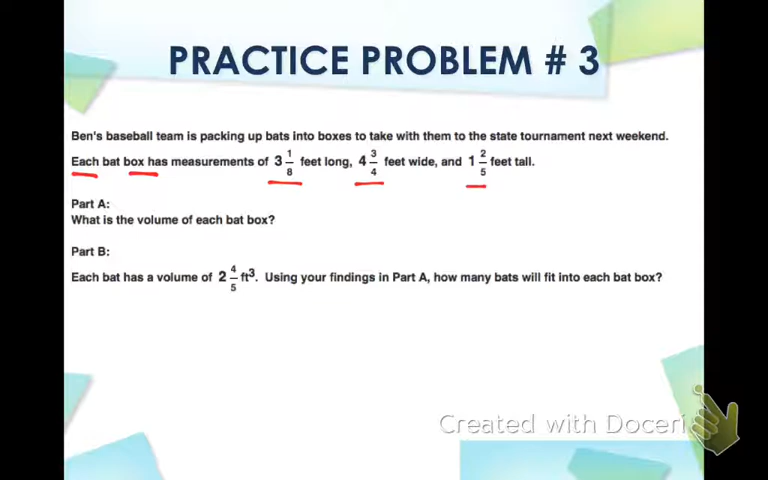 PRACTICE PROBLEM # 3
Ben's baseball team is packing up bats into boxes to take with them to the state tournament next weekend.
Each bat box has measurements of 3 1/8 feet long, 4 3/4 feet wide, and 1 2/5 feet tall.
Part A:
What is the volume of each bat box?
Part B:
Each bat has a volume of 2 4/5 ft³. Using your findings in Part A, how many bats will fit into each bat box?
Created with Doceri